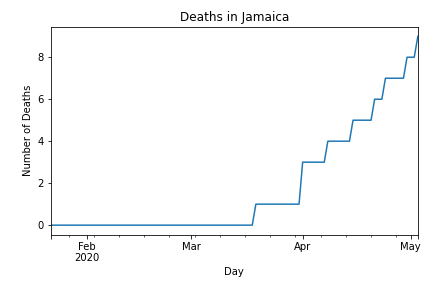 Deaths in Jamaica
Number of Deaths
8
6
4
2
0
Feb
2020
Mar
Apr
May
Day